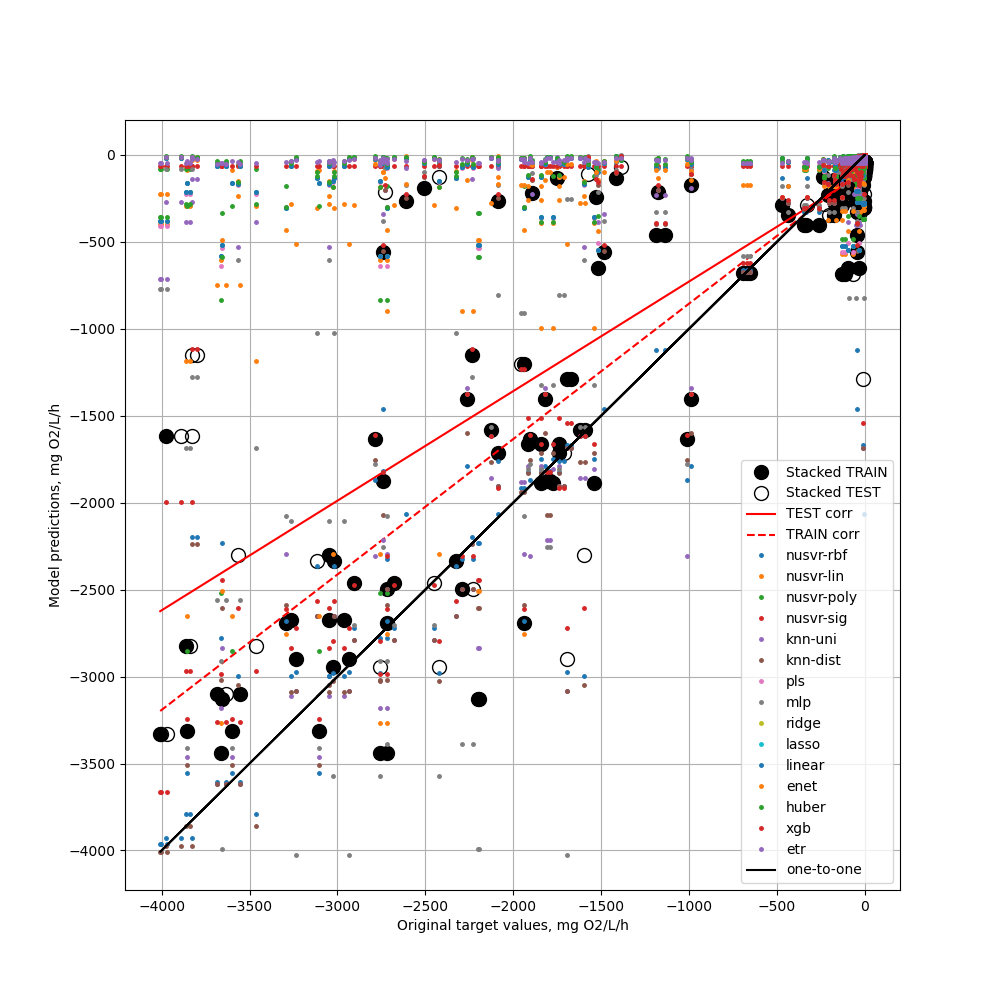 0
−500
−1000
−1500
−2000
−2500
−3000
−3500
−4000
Model predictions, mg O2/L/h
Stacked TRAIN
Stacked TEST
TEST corr
TRAIN corr
nusvr-rbf
nusvr-lin
nusvr-poly
nusvr-sig
knn-uni
knn-dist
pls
mlp
ridge
lasso
linear
enet
huber
xgb
etr
one-to-one
−4000 −3500 −3000 −2500 −2000 −1500 −1000 −500 0
Original target values, mg O2/L/h